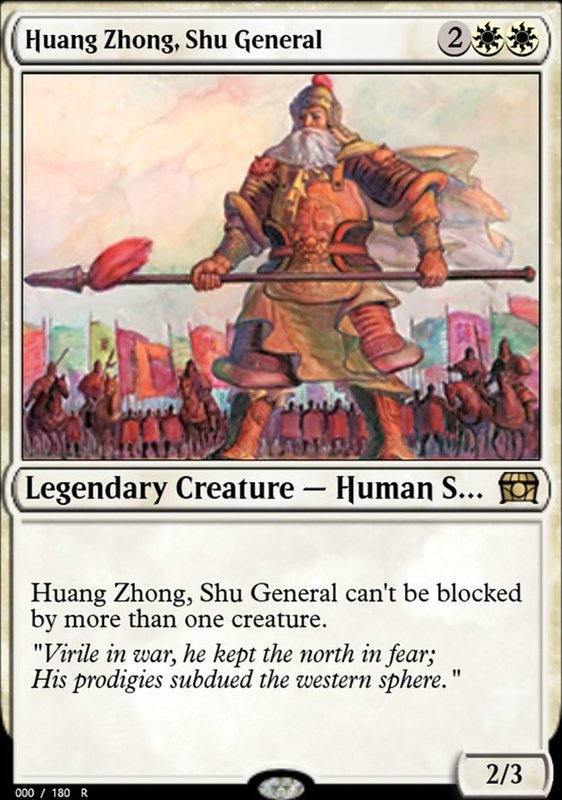 Huang Zhong, Shu General 2
Legendary Creature — Human S...
Huang Zhong, Shu General can't be blocked
by more than one creature.
"Virile in war, he kept the north in fear;
His prodigies subdued the western sphere."
2/3
000 / 180 R